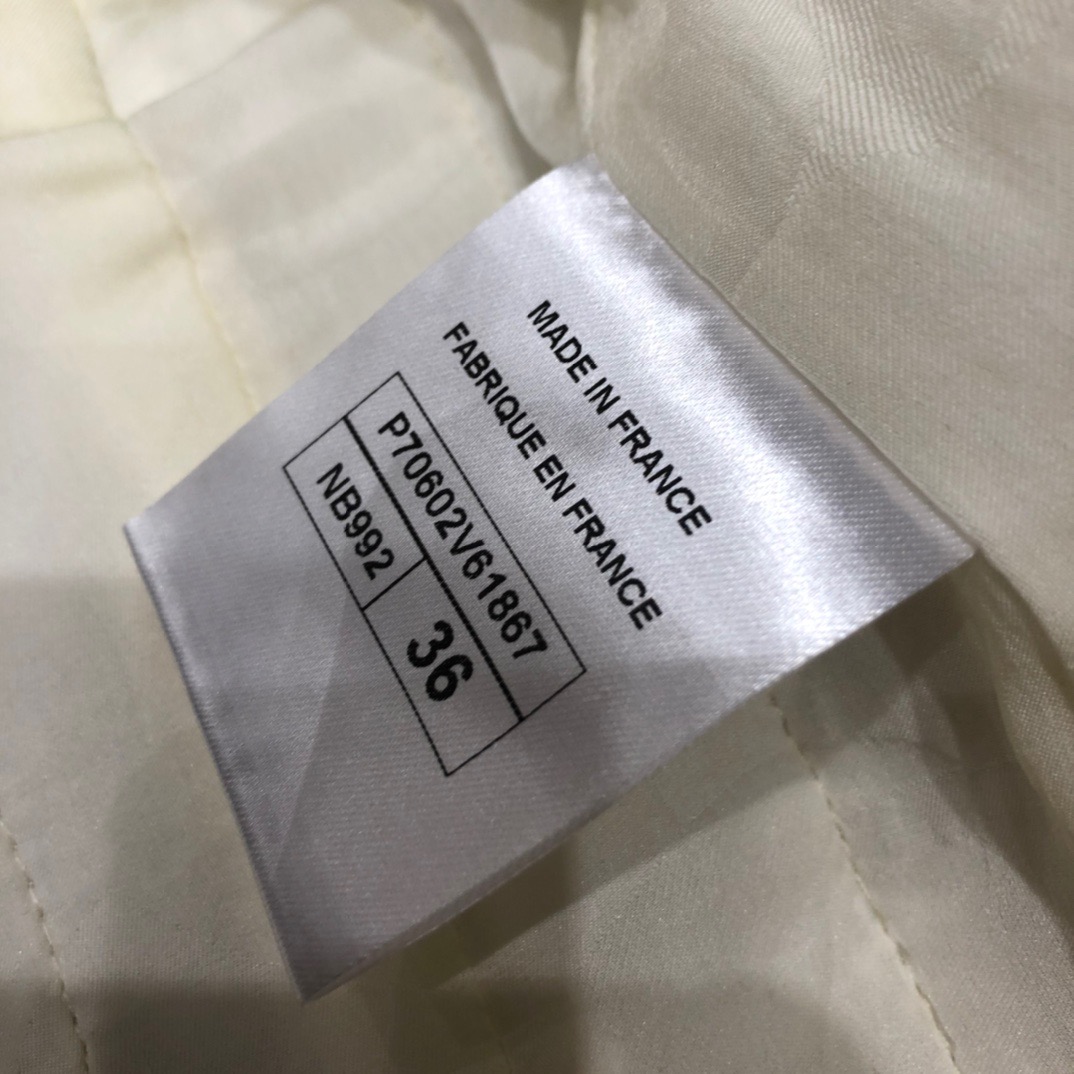 MADE IN FRANCE
FABRIQUE EN FRANCE
P70602V61867
NB992 36